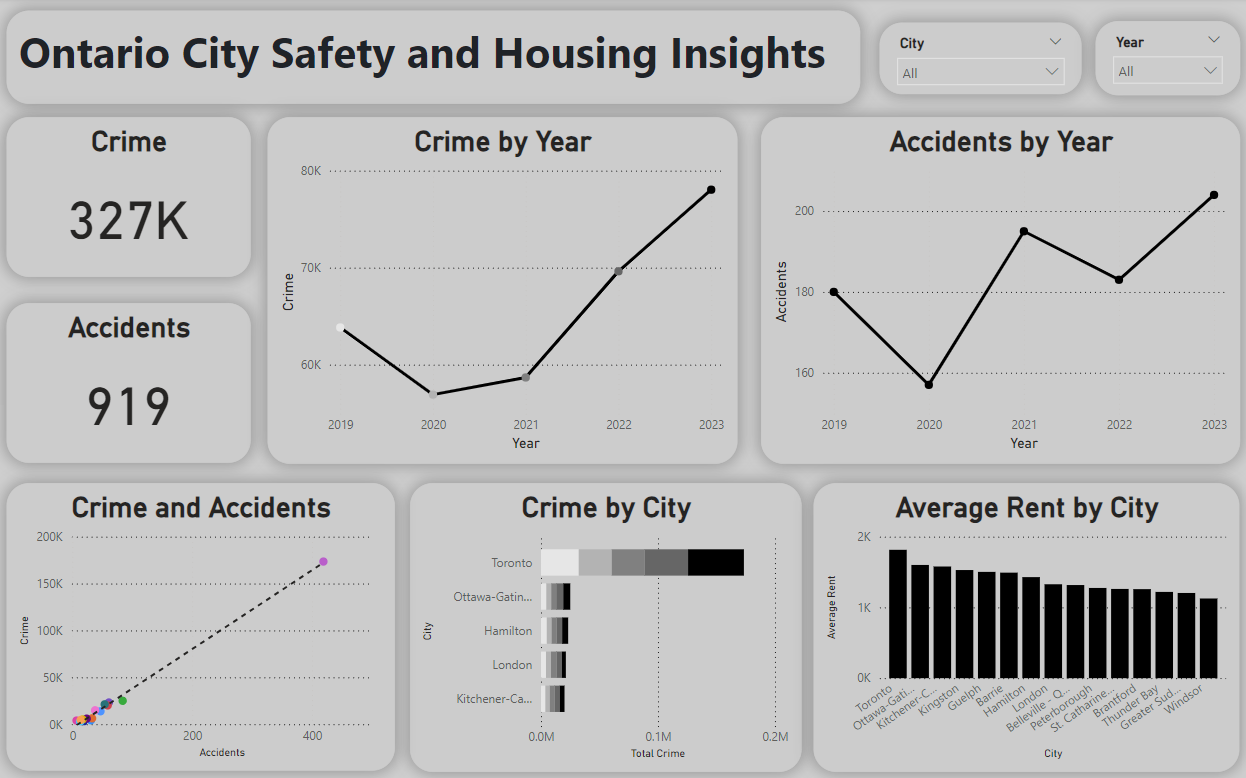 Ontario City Safety and Housing Insights
City
All
Year
All
Crime
327K
Accidents
919
Crime by Year
80K
70K
60K
Crime
2019 2020 2021 2022 2023
Year
Accidents by Year
200
180
160
Accidents
2019 2020 2021 2022 2023
Year
Crime and Accidents
200K
150K
100K
50K
0K
Crime
0 200 400
Accidents
Crime by City
Toronto
Ottawa-Gatin...
Hamilton
London
Kitchener-Ca...
City
0.0M 0.1M 0.2M
Total Crime
Average Rent by City
2K
1K
0K
Average Rent
Toronto
Ottawa-Gati...
Kitchener-C...
Kingston
Guelph
Barrie
Hamilton
London
Belleville - Q...
Peterborough
St. Catharine...
Brantford
Thunder Bay
Greater Sud...
Windsor
City